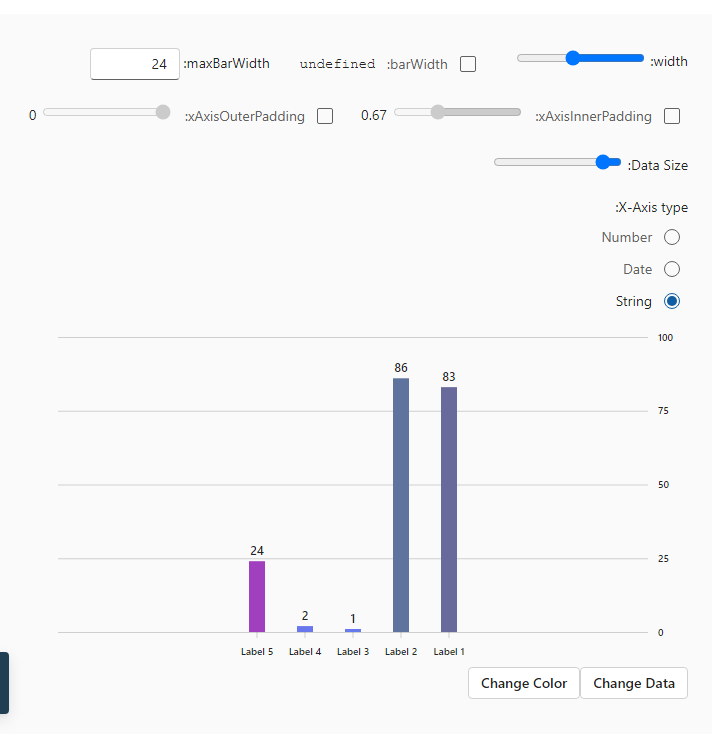 24 :maxBarWidth undefined :barWidth :width
0 :xAxisOuterPadding 0.67 :xAxisInnerPadding
:Data Size
:X-Axis type
Number
Date
String
100
86
83
75
50
24
25
2
1
0
Label 5 Label 4 Label 3 Label 2 Label 1
Change Color Change Data